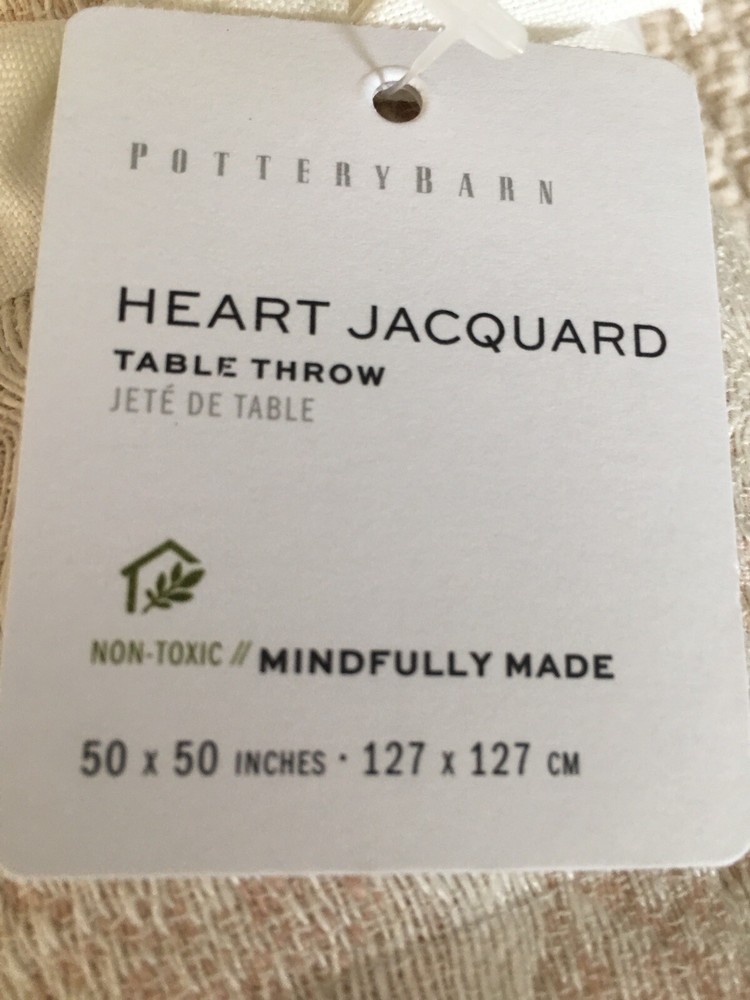 POTTERYBARN
HEART JACQUARD
TABLE THROW
JETÉ DE TABLE
NON-TOXIC // MINDFULLY MADE
50 x 50 INCHES · 127 x 127 CM